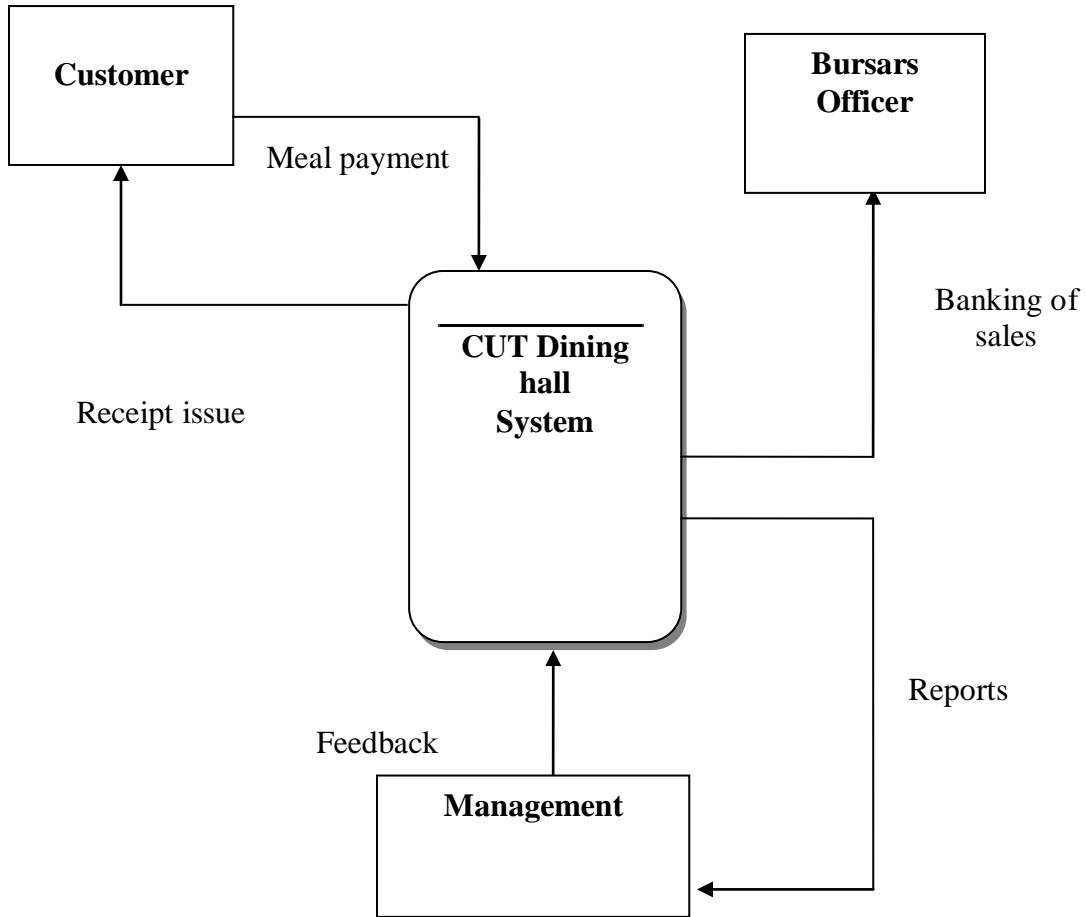 Customer
Bursars
Officer
Meal payment
Banking of
sales
CUT Dining
hall
System
Receipt issue
Reports
Feedback
Management